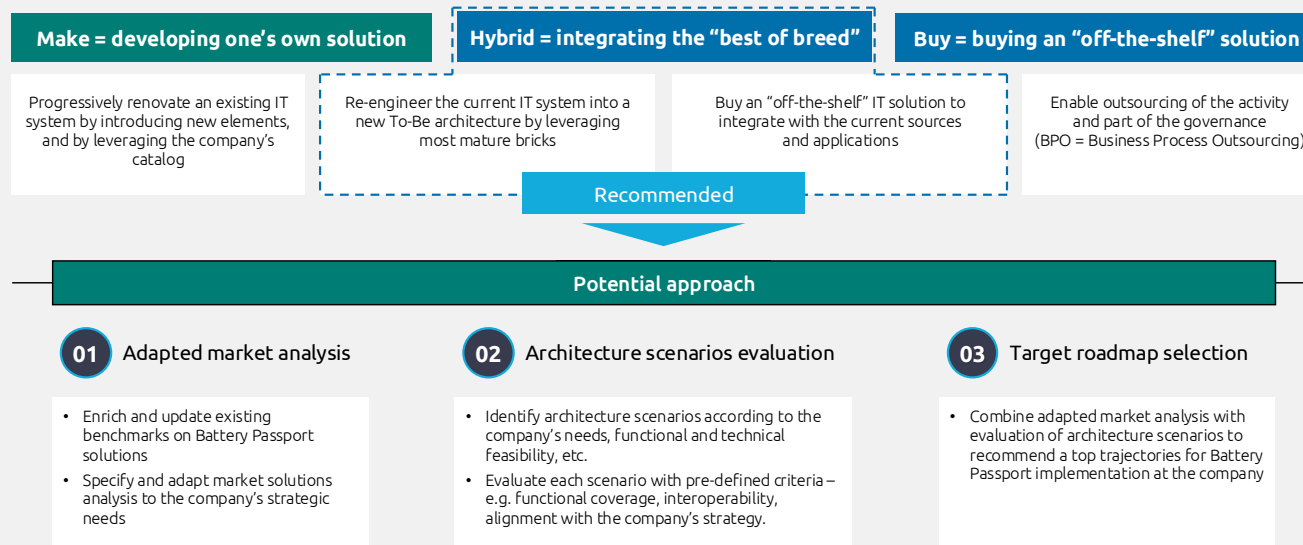 Make = developing one’s own solution
Hybrid = integrating the “best of breed”
Buy = buying an “off-the-shelf” solution
Progressively renovate an existing IT
system by introducing new elements,
and by leveraging the company’s
catalog
Re-engineer the current IT system into a
new To-Be architecture by leveraging
most mature bricks
Buy an “off-the-shelf” IT solution to
integrate with the current sources
and applications
Enable outsourcing of the activity
and part of the governance
(BPO = Business Process Outsourcing)
Recommended
Potential approach
01 Adapted market analysis
• Enrich and update existing
benchmarks on Battery Passport
solutions
• Specify and adapt market solutions
analysis to the company’s strategic
needs
02 Architecture scenarios evaluation
• Identify architecture scenarios according to the
company’s needs, functional and technical
feasibility, etc.
• Evaluate each scenario with pre-defined criteria –
e.g. functional coverage, interoperability,
alignment with the company’s strategy.
03 Target roadmap selection
• Combine adapted market analysis with
evaluation of architecture scenarios to
recommend a top trajectories for Battery
Passport implementation at the company